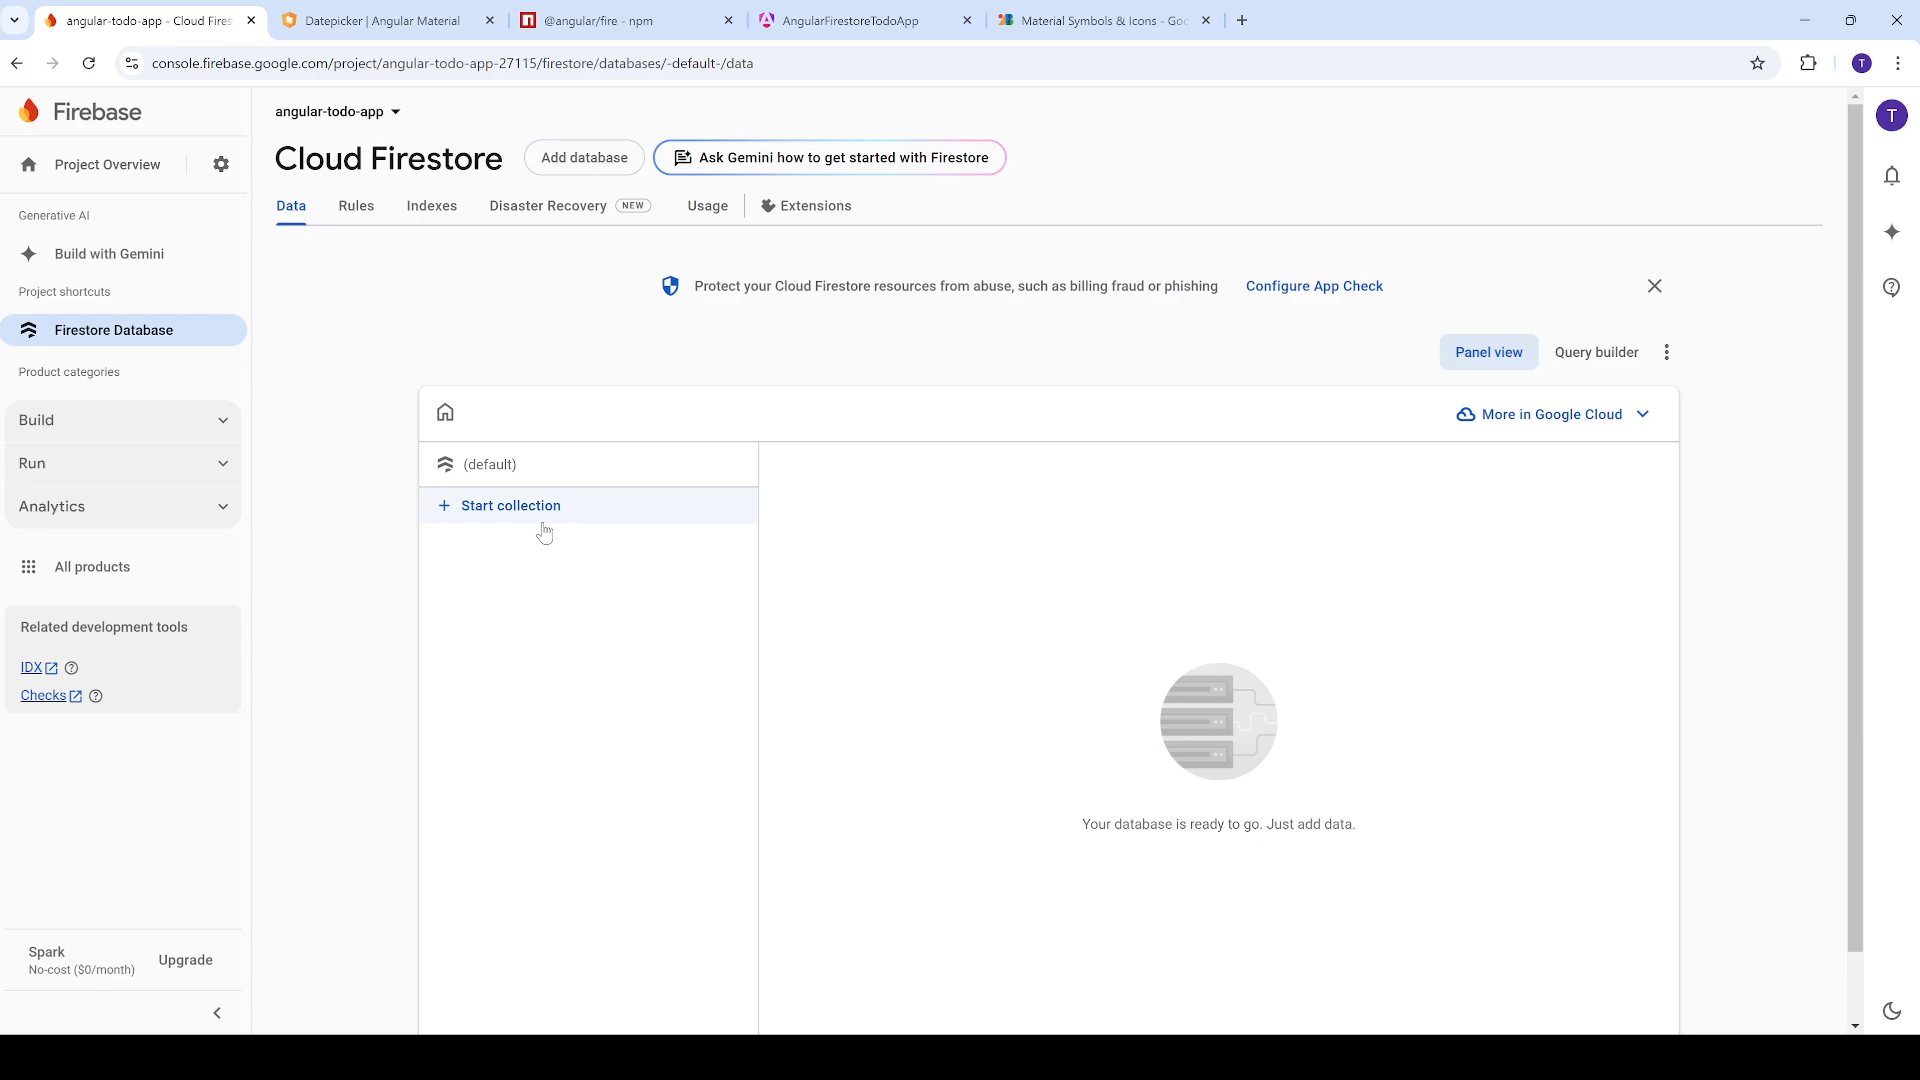 angular-todo-app - Cloud Fires
Datepicker | Angular Material
@angular/fire - npm
AngularFirestoreTodoApp
Material Symbols & Icons - Goo
console.firebase.google.com/project/angular-todo-app-27115/firestore/databases/-default-/data
T
Firebase
angular-todo-app
T
Project Overview
Cloud Firestore
Add database
Ask Gemini how to get started with Firestore
Generative AI
Data
Rules
Indexes
Disaster Recovery
NEW
Usage
Extensions
Build with Gemini
Project shortcuts
Protect your Cloud Firestore resources from abuse, such as billing fraud or phishing
Configure App Check
Firestore Database
Panel view
Query builder
Product categories
Build
More in Google Cloud
Run
(default)
Analytics
Start collection
All products
Related development tools
IDX
Checks
Your database is ready to go. Just add data.
Spark
No-cost ($0/month)
Upgrade